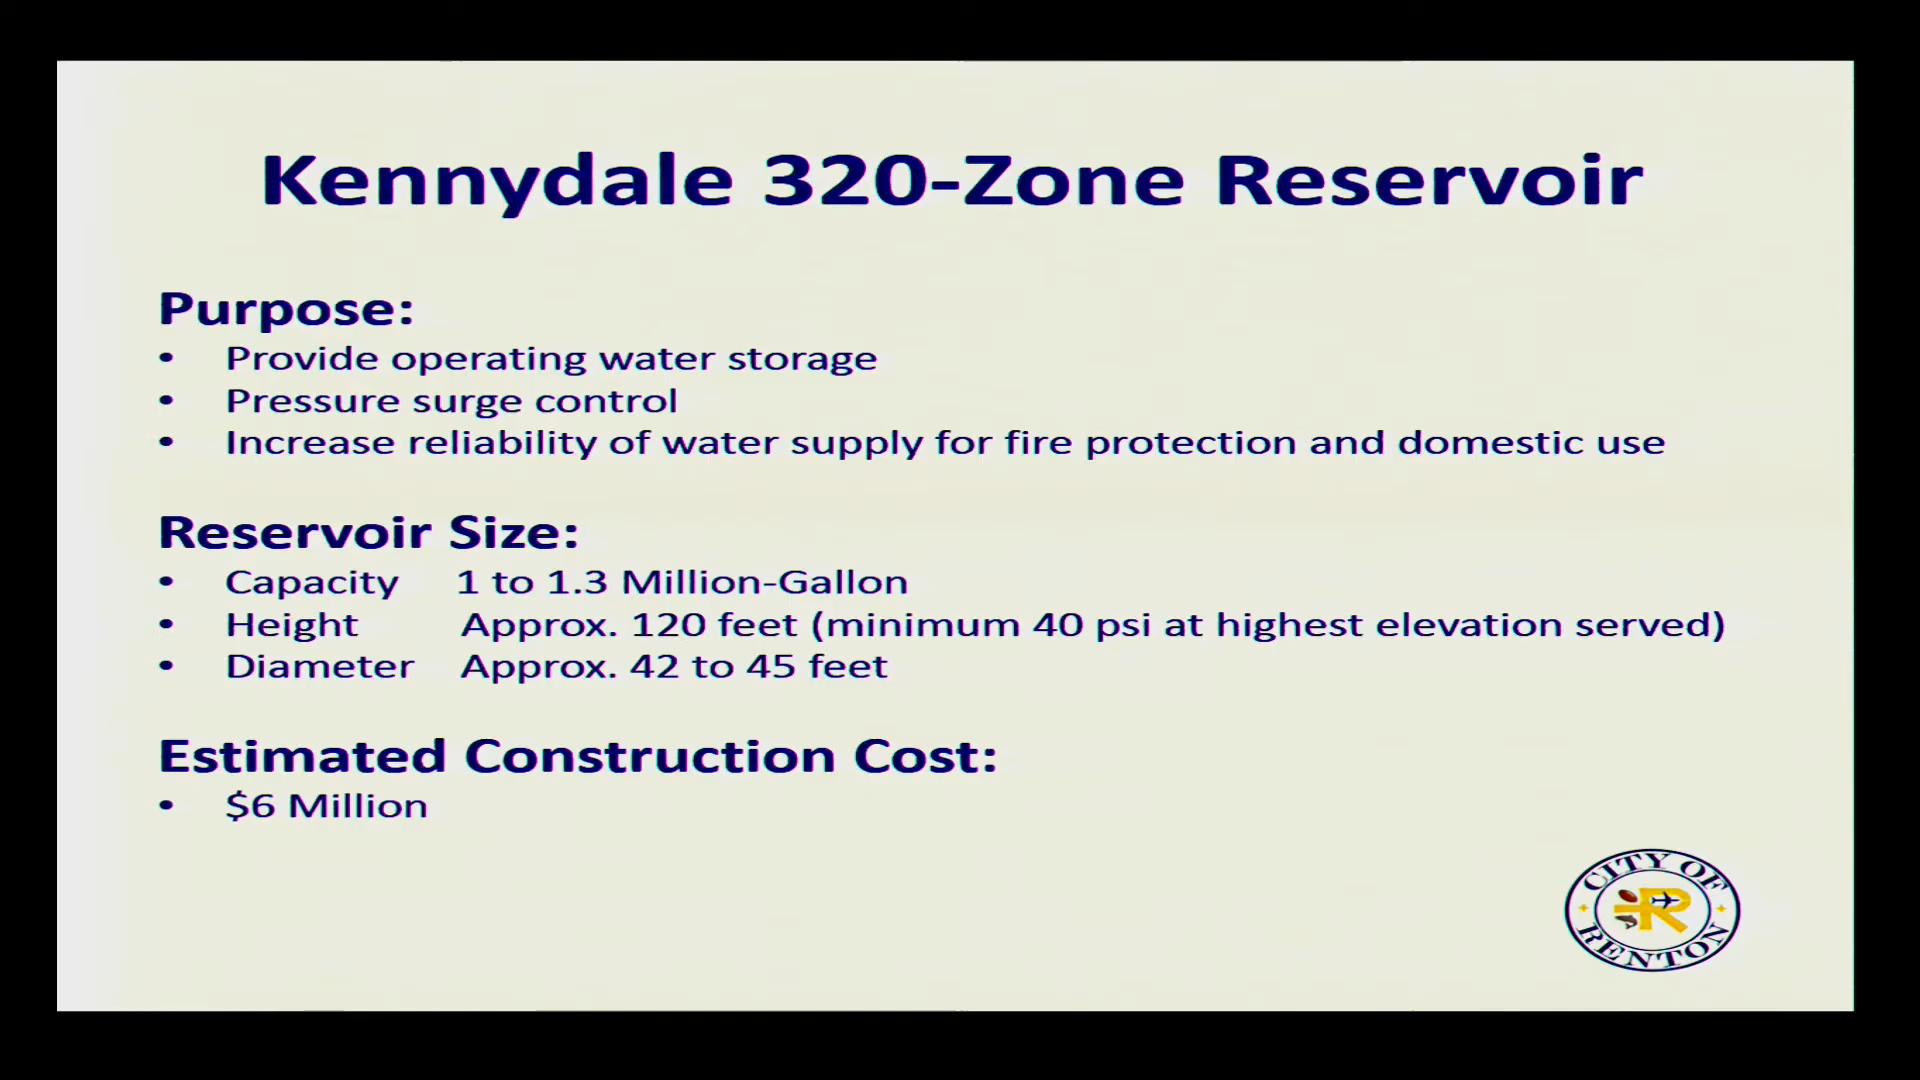 Kennydale 320-Zone Reservoir
Purpose:
• Provide operating water storage
• Pressure surge control
• Increase reliability of water supply for fire protection and domestic use
Reservoir Size:
• Capacity 1 to 1.3 Million-Gallon
• Height Approx. 120 feet (minimum 40 psi at highest elevation served)
• Diameter Approx. 42 to 45 feet
Estimated Construction Cost:
• $6 Million
CITY OF
R
RENTON